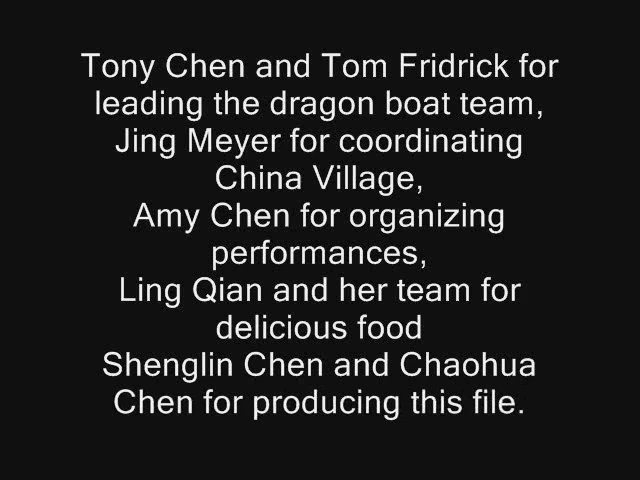 Tony Chen and Tom Fridrick for
leading the dragon boat team,
Jing Meyer for coordinating
China Village,
Amy Chen for organizing
performances,
Ling Qian and her team for
delicious food
Shenglin Chen and Chaohua
Chen for producing this file.